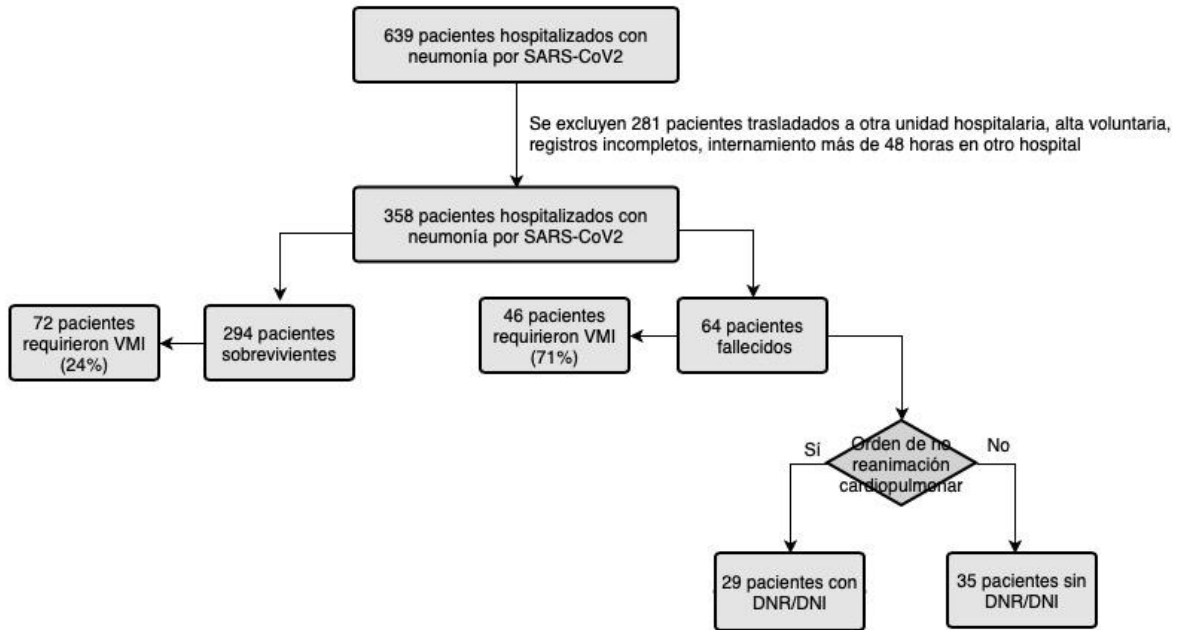 639 pacientes hospitalizados con
neumonía por SARS-CoV2
Se excluyen 281 pacientes trasladados a otra unidad hospitalaria, alta voluntaria,
registros incompletos, internamiento más de 48 horas en otro hospital
358 pacientes hospitalizados con
neumonía por SARS-CoV2
72 pacientes
requirieron VMI
(24%)
294 pacientes
sobrevivientes
46 pacientes
requirieron VMI
(71%)
64 pacientes
fallecidos
Orden de no
reanimación
cardiopulmonar
Sí
No
29 pacientes con
DNR/DNI
35 pacientes sin
DNR/DNI